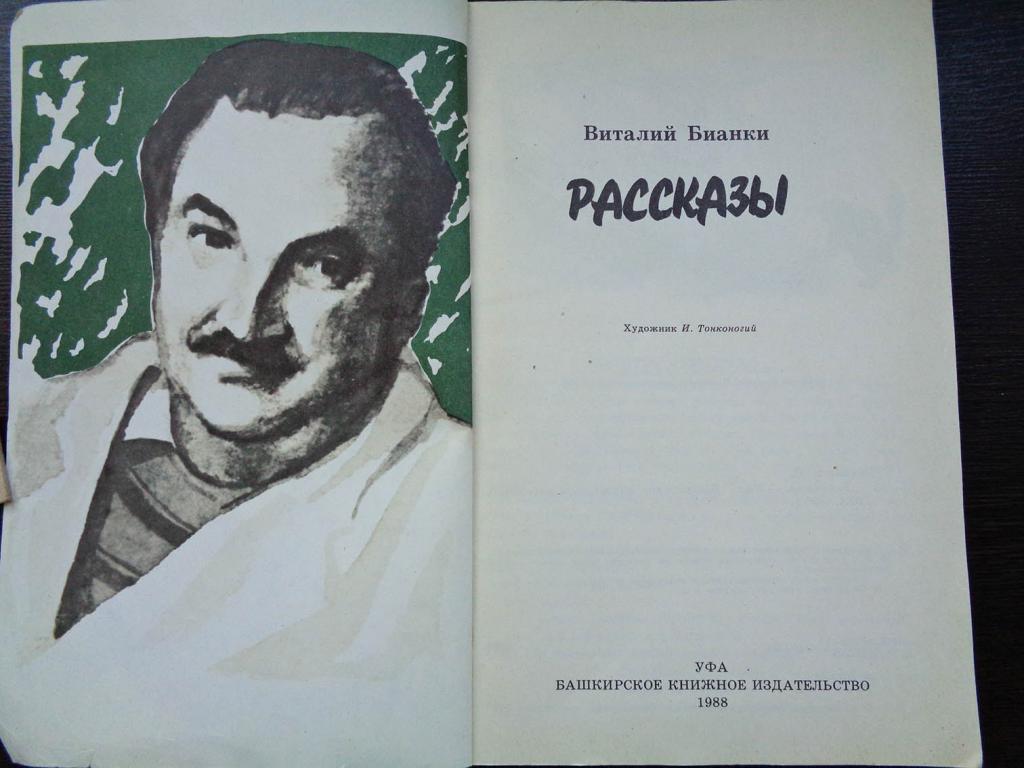 Виталий Бианки
РАССКАЗЫ
Художник И. Тонконогий
УФА
БАШКИРСКОЕ КНИЖНОЕ ИЗДАТЕЛЬСТВО
1988